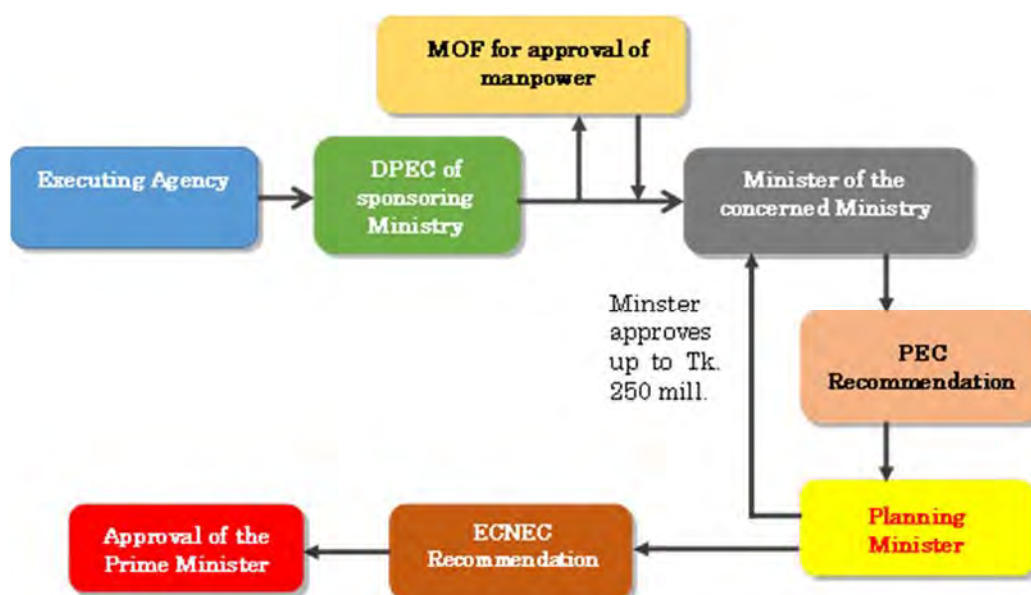 MOF for approval of
manpower
Executing Agency
DPEC of
sponsoring
Ministry
Minister of the
concerned Ministry
Minster
approves
up to Tk.
250 mill.
PEC
Recommendation
Planning
Minister
ECNEC
Recommendation
Approval of the
Prime Minister